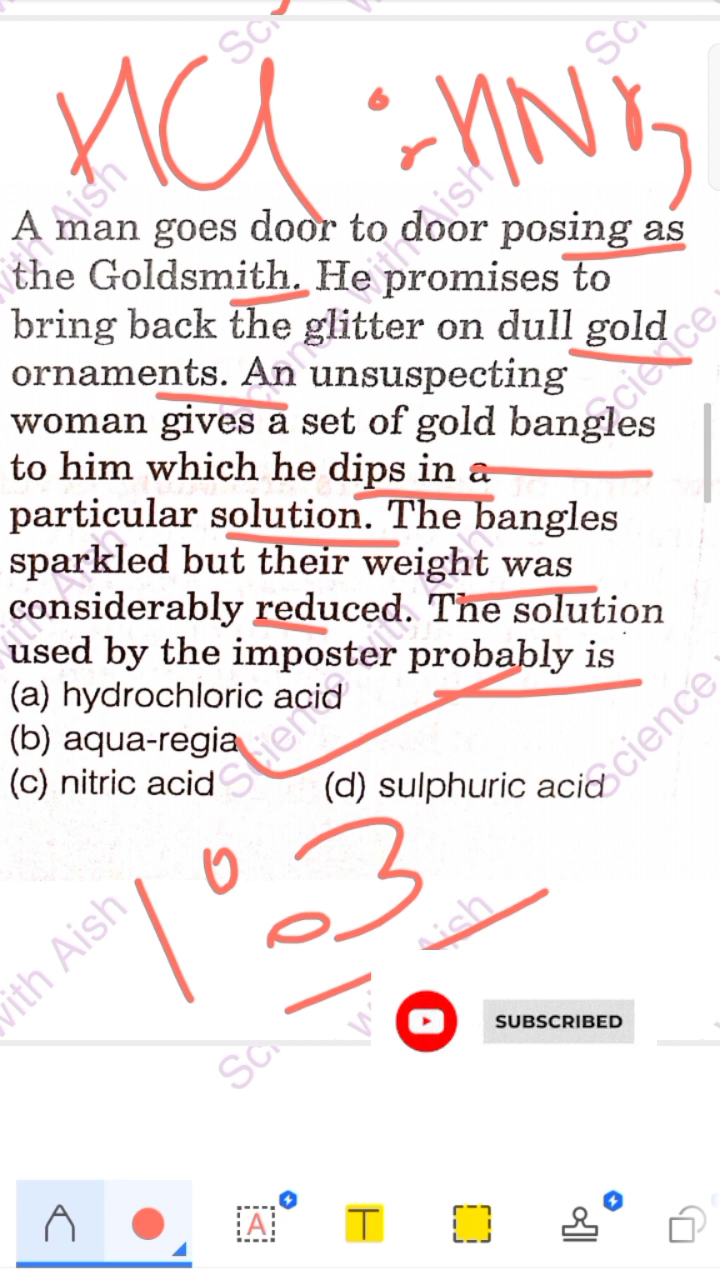 HCl : HNO3
A man goes door to door posing as
the Goldsmith. He promises to
bring back the glitter on dull gold
ornaments. An unsuspecting
woman gives a set of gold bangles
to him which he dips in a
particular solution. The bangles
sparkled but their weight was
considerably reduced. The solution
used by the imposter probably is
(a) hydrochloric acid
(b) aqua-regia
(c) nitric acid (d) sulphuric acid
Science with Aish
SUBSCRIBED
A
T